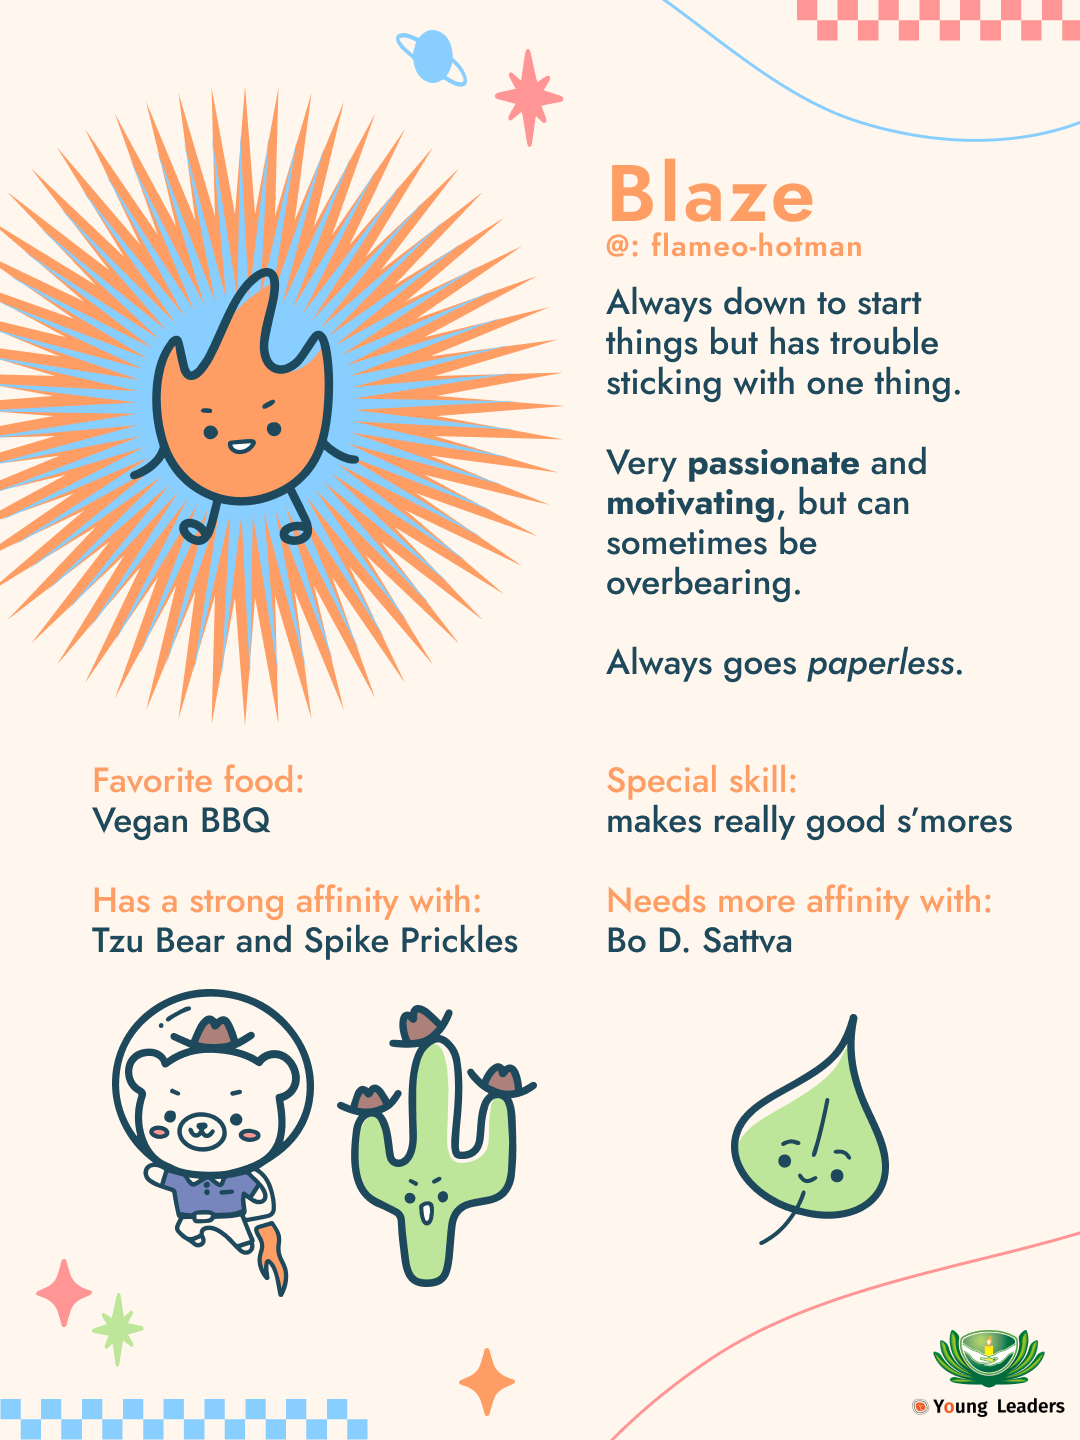 Blaze
@: flameo-hotman
Always down to start
things but has trouble
sticking with one thing.
Very passionate and
motivating, but can
sometimes be
overbearing.
Always goes paperless.
Favorite food:
Vegan BBQ
Special skill:
makes really good s’mores
Has a strong affinity with:
Tzu Bear and Spike Prickles
Needs more affinity with:
Bo D. Sattva
Young Leaders